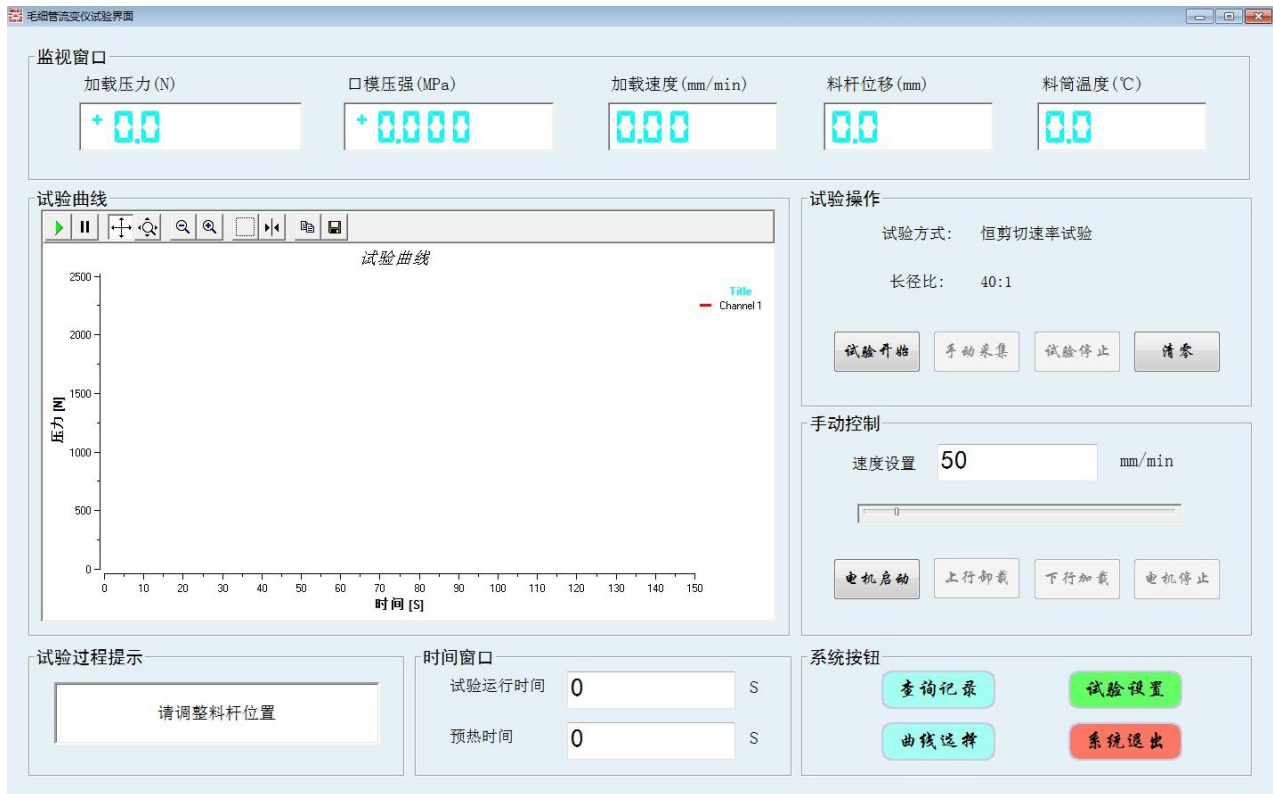 毛细管流变仪试验界面
监视窗口
加载压力(N) 口模压强(MPa) 加载速度(mm/min) 料杆位移(mm) 料筒温度(℃)
+0.0 +0.000 0.00 0.0 0.0
试验曲线
试验曲线
Title
Channel 1
压力 [N]
2500
2000
1500
1000
500
0
0 10 20 30 40 50 60 70 80 90 100 110 120 130 140 150
时间 [S]
试验操作
试验方式: 恒剪切速率试验
长径比: 40:1
试验开始 手动采集 试验停止 清零
手动控制
速度设置 50 mm/min
电机启动 上行卸载 下行加载 电机停止
试验过程提示
请调整料杆位置
时间窗口
试验运行时间 0 S
预热时间 0 S
系统按钮
查询记录 试验设置
曲线选择 系统退出